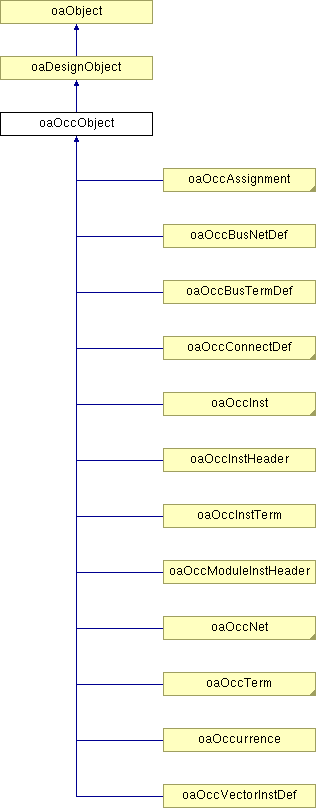 oaObject
oaDesignObject
oaOccObject
oaOccAssignment
oaOccBusNetDef
oaOccBusTermDef
oaOccConnectDef
oaOccInst
oaOccInstHeader
oaOccInstTerm
oaOccModuleInstHeader
oaOccNet
oaOccTerm
oaOccurrence
oaOccVectorInstDef